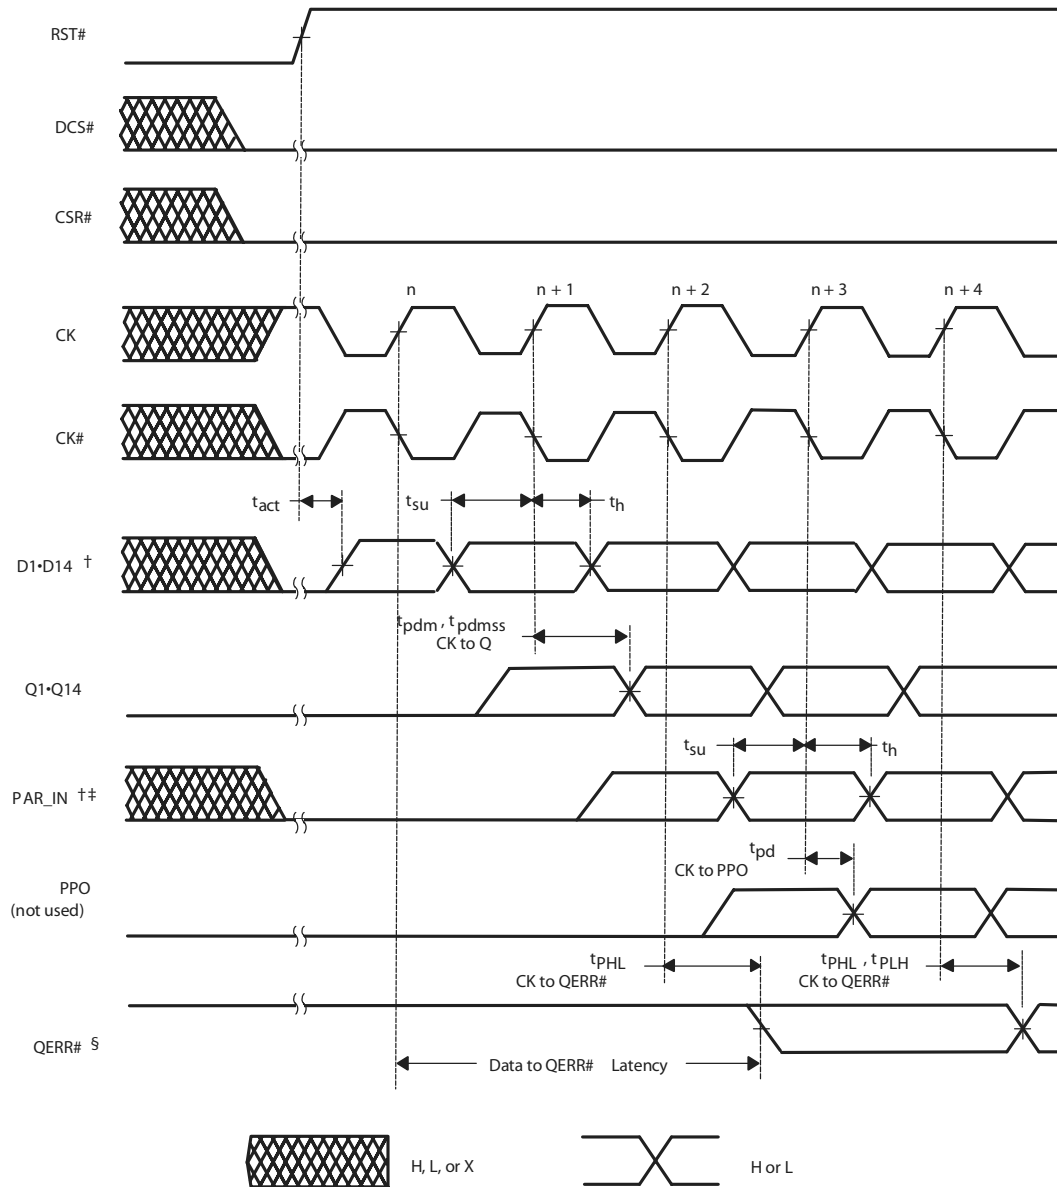 RST#
DCS#
CSR#
n
n + 1
n + 2
n + 3
n + 4
CK
CK#
tact
tsu
th
D1•D14 †
tpdm , tpdmss
CK to Q
Q1•Q14
tsu
th
PAR_IN †‡
tpd
CK to PPO
PPO
(not used)
tPHL
CK to QERR#
tPHL , tPLH
CK to QERR#
QERR# §
Data to QERR# Latency
H, L, or X
H or L